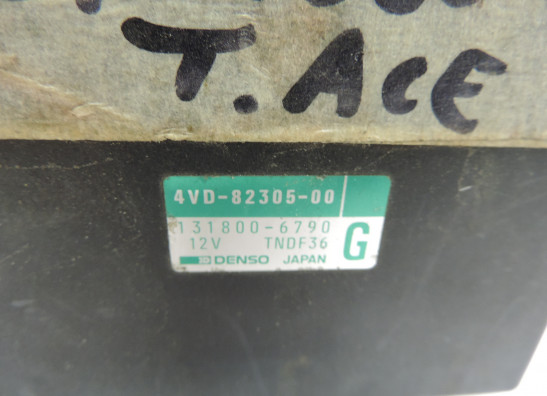 T. ACE
4VD-82305-00
131800-6790
12V TNDF36
G
DENSO JAPAN